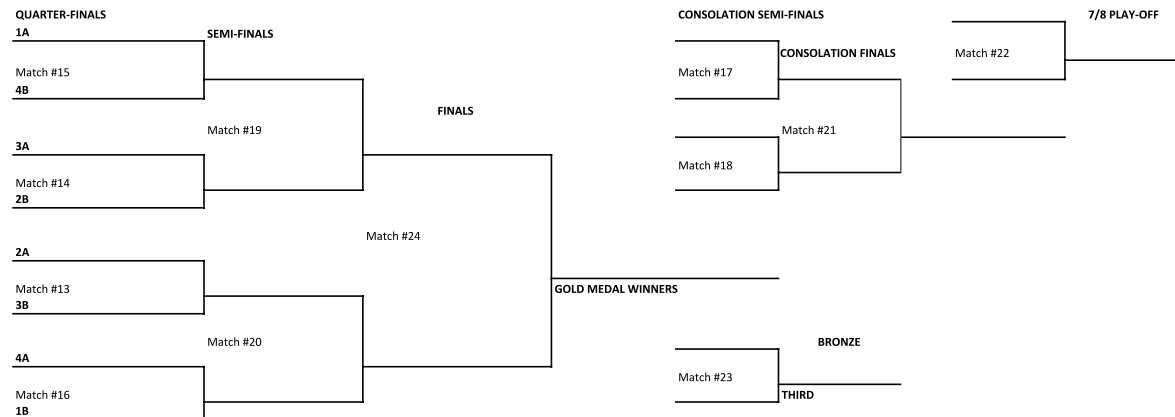 QUARTER-FINALS
1A
SEMI-FINALS
Match #15
4B
Match #19
3A
Match #14
2B
FINALS
Match #24
2A
Match #13
3B
Match #20
4A
Match #16
1B
GOLD MEDAL WINNERS
CONSOLATION SEMI-FINALS
CONSOLATION FINALS
Match #17
Match #21
Match #18
7/8 PLAY-OFF
Match #22
BRONZE
Match #23
THIRD